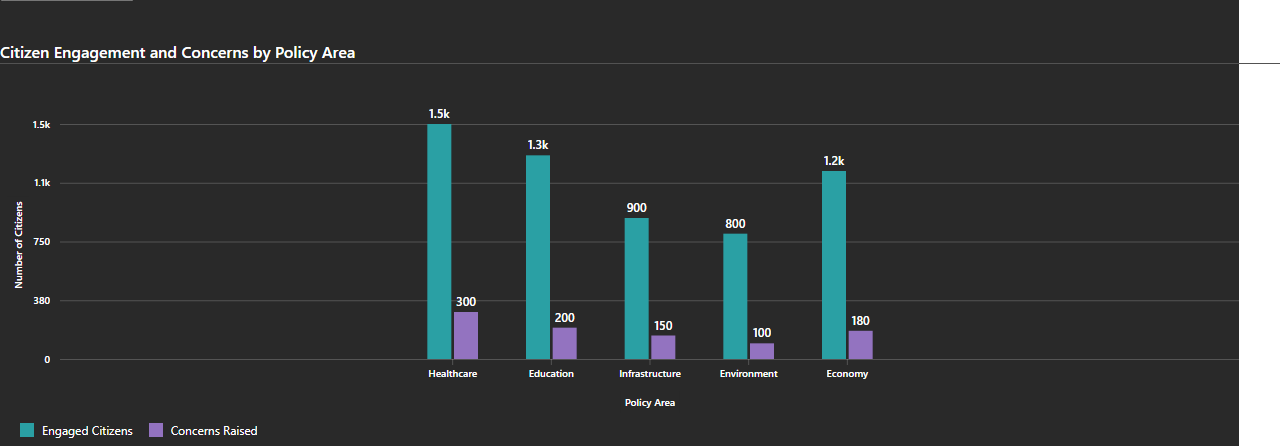 Citizen Engagement and Concerns by Policy Area
1.5k
1.3k
1.2k
900
800
300
200
150
100
180
1.5k
1.1k
750
380
0
Number of Citizens
Healthcare Education Infrastructure Environment Economy
Policy Area
Engaged Citizens Concerns Raised